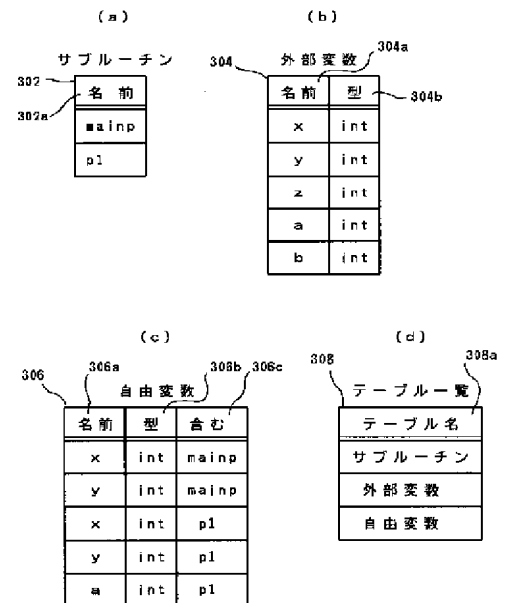 (a)
サブルーチン
302
名前
302a
mainp
p1
(b)
304a
304
外部変数
名前 型
304b
x int
y int
z int
a int
b int
(c)
306
306a
306b
306c
自由変数
名前 型 含む
x int mainp
y int mainp
x int p1
y int p1
a int p1
(d)
308
308a
テーブル一覧
テーブル名
サブルーチン
外部変数
自由変数